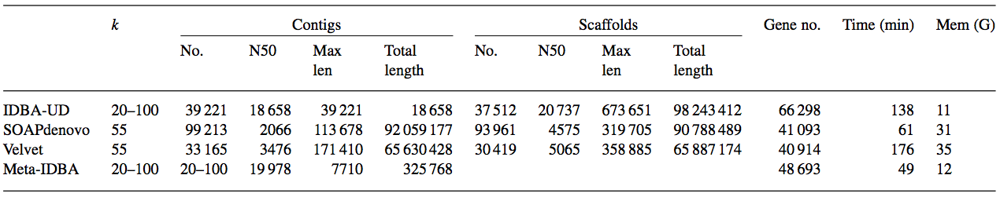 k Contigs Scaffolds Gene no. Time (min) Mem (G)
No. N50 Max len Total length No. N50 Max len Total length
IDBA-UD 20–100 39 221 18 658 39 221 18 658 37 512 20 737 673 651 98 243 412 66 298 138 11
SOAPdenovo 55 99 213 2066 113 678 92 059 177 93 961 4575 319 705 90 788 489 41 093 61 31
Velvet 55 33 165 3476 171 410 65 630 428 30 419 5065 358 885 65 887 174 40 914 176 35
Meta-IDBA 20–100 20–100 19 978 7710 325 768 48 693 49 12